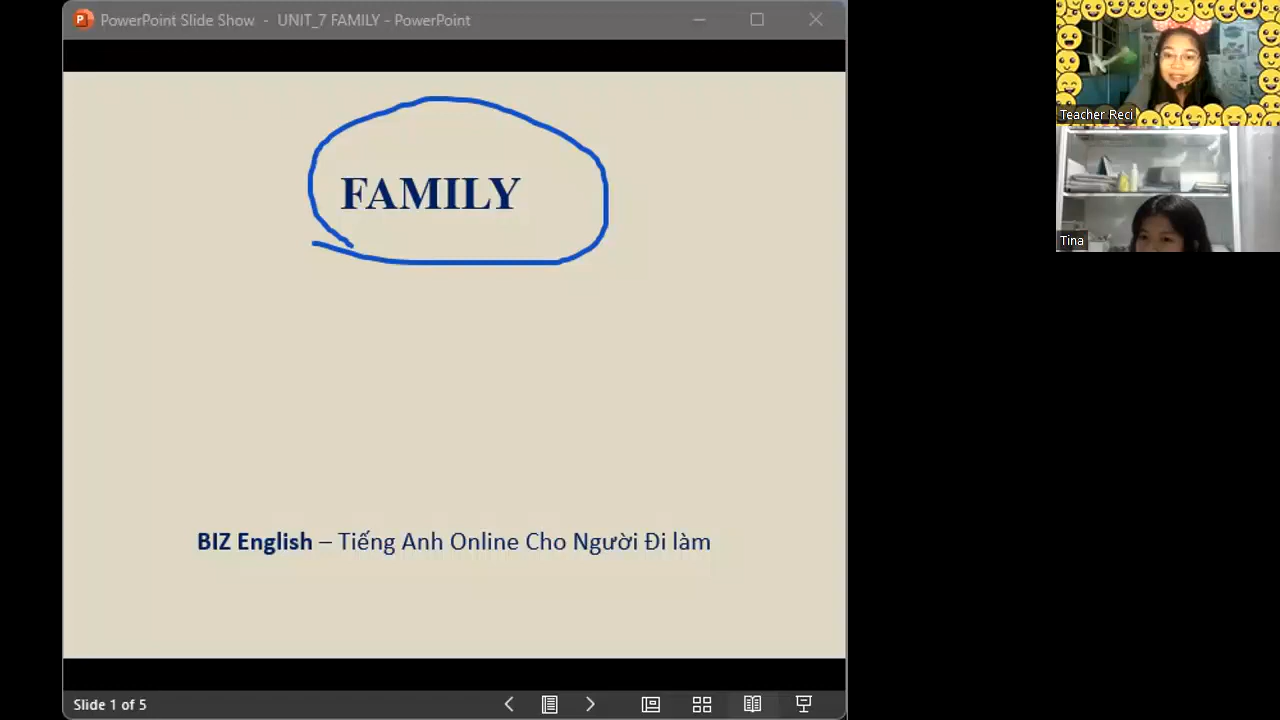 PowerPoint Slide Show - UNIT_7 FAMILY - PowerPoint
FAMILY
BIZ English – Tiếng Anh Online Cho Người Đi làm
Slide 1 of 5
Teacher Reci
Tina